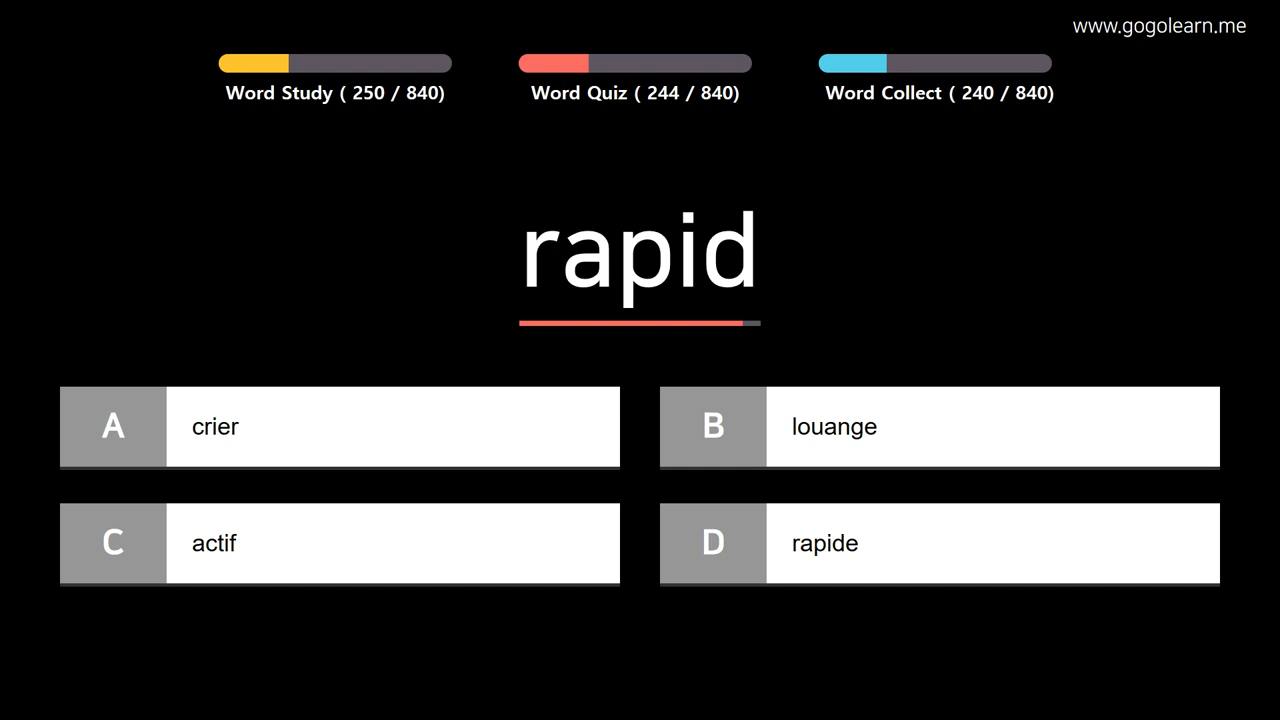 www.gogolearn.me
Word Study ( 250 / 840)
Word Quiz ( 244 / 840)
Word Collect ( 240 / 840)
rapid
A crier
B louange
C actif
D rapide